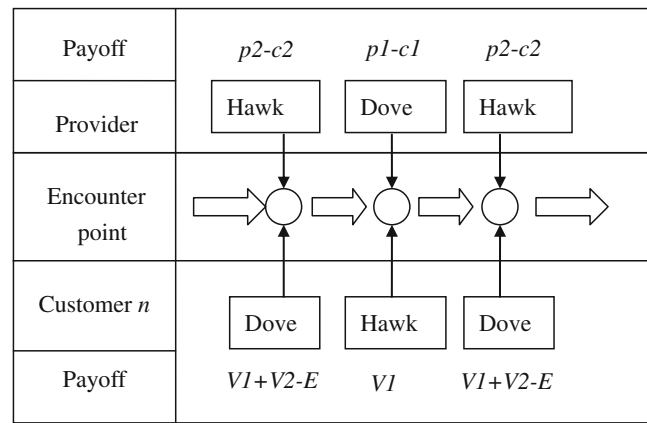 Payoff p2-c2 p1-c1 p2-c2
Provider Hawk Dove Hawk
Encounter
point
Customer n Dove Hawk Dove
Payoff V1+V2-E V1 V1+V2-E